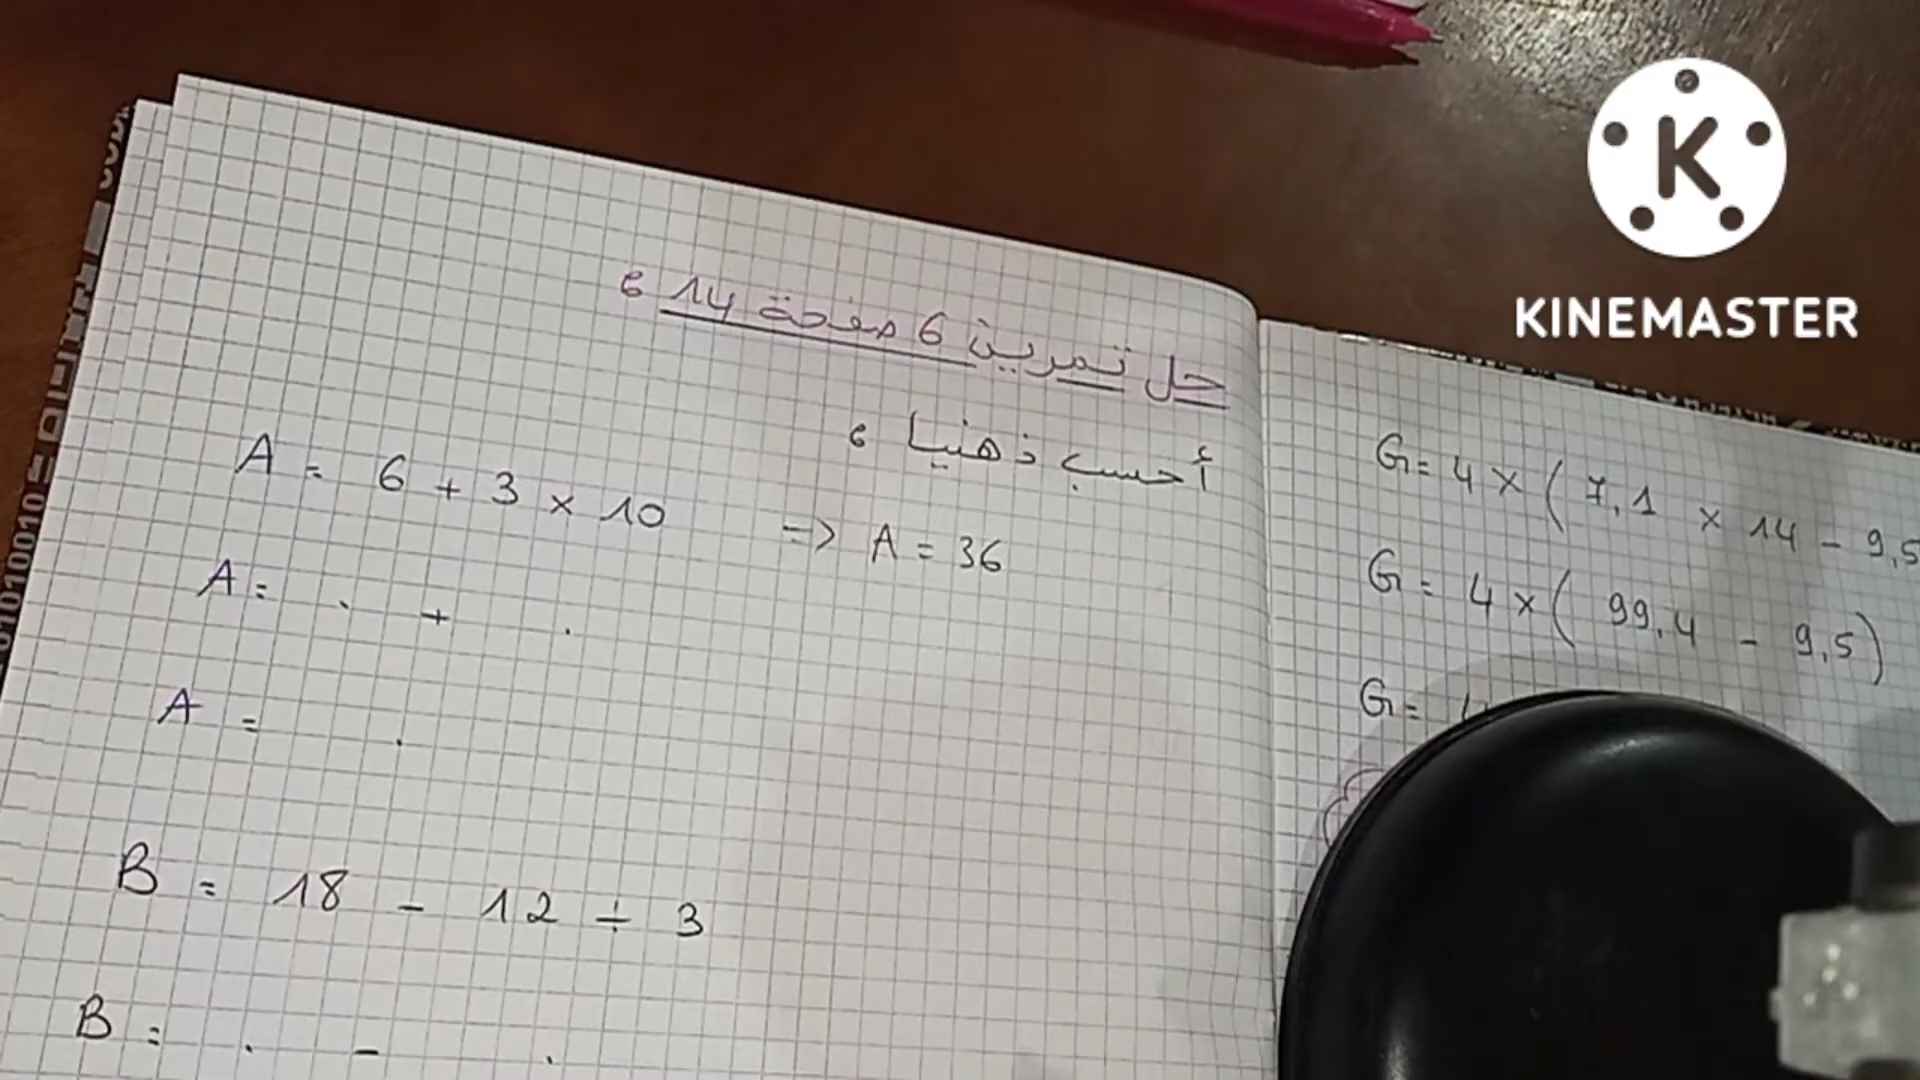 حل تمرين 6 صفحة 14 :
أحسب ذهنيا :
A = 6 + 3 × 10 => A = 36
A = . + .
A = .
B = 18 - 12 ÷ 3
B = . - .
G = 4 × ( 7,1 × 14 - 9,5
G = 4 × ( 99,4 - 9,5 )
G =
KINEMASTER